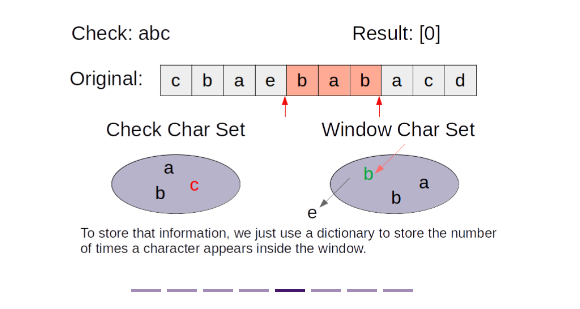 Check: abc Result: [0]
Original: c b a e b a b a c d
Check Char Set Window Char Set
a b c
b a b
e
To store that information, we just use a dictionary to store the number
of times a character appears inside the window.